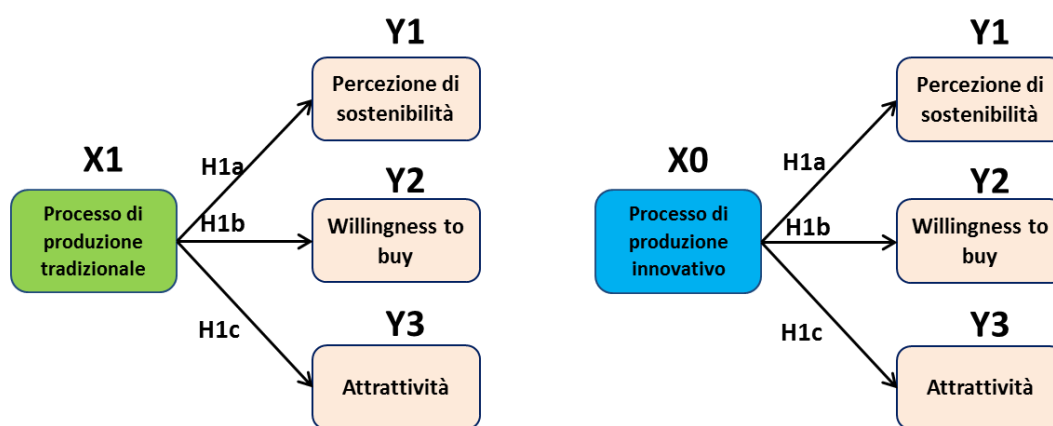 Y1
Percezione di
sostenibilità
X1
H1a
Y2
Processo di
produzione
tradizionale
H1b
Willingness to
buy
H1c
Y3
Attrattività
Y1
Percezione di
sostenibilità
X0
H1a
Y2
Processo di
produzione
innovativo
H1b
Willingness to
buy
H1c
Y3
Attrattività